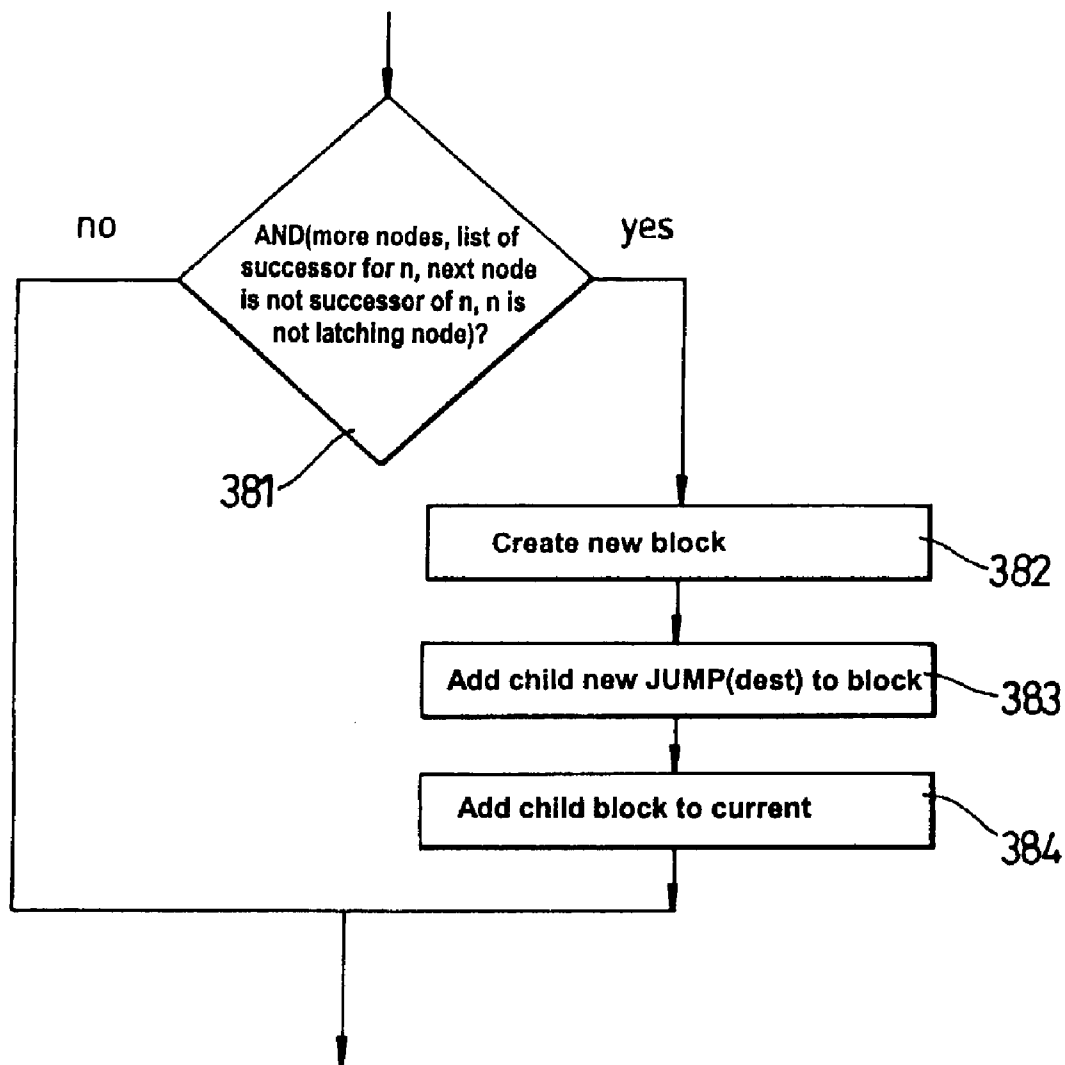 no
yes
AND(more nodes, list of
successor for n, next node
is not successor of n, n is
not latching node)?
381
Create new block
382
Add child new JUMP(dest) to block
383
Add child block to current
384